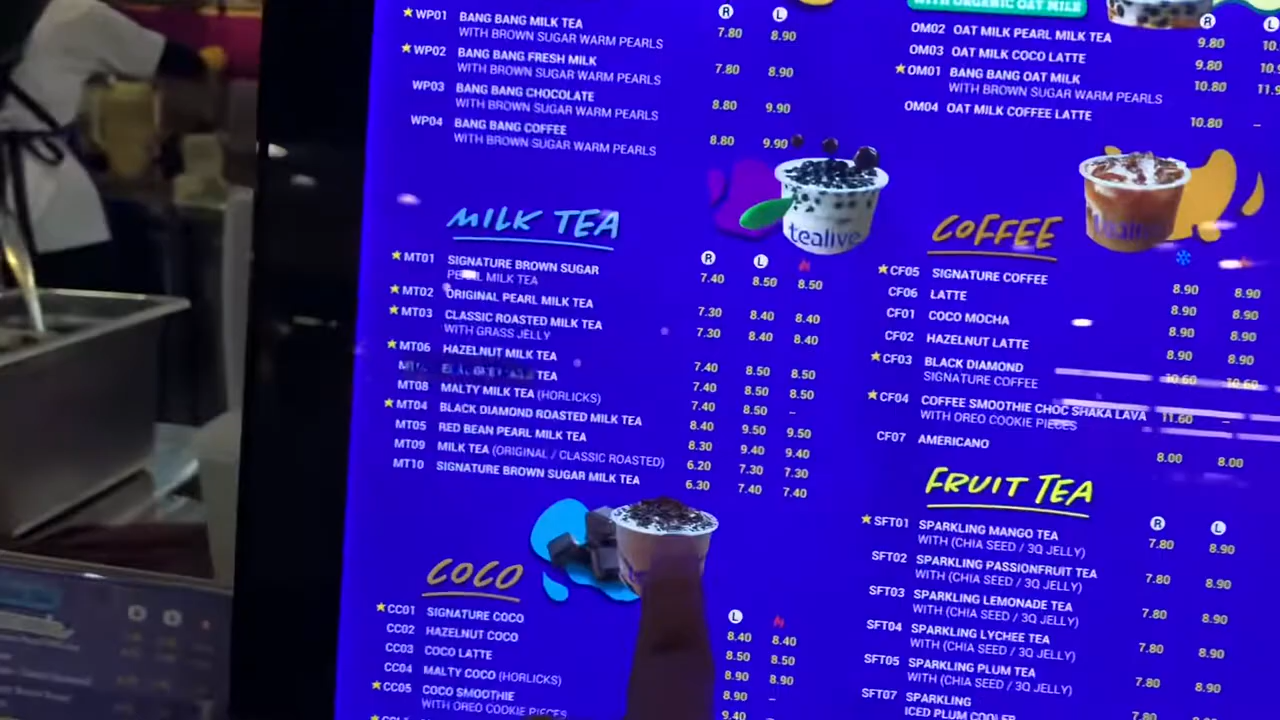 WITH ORGANIC OAT MILK
★ WP01 BANG BANG MILK TEA 7.80 8.90
WITH BROWN SUGAR WARM PEARLS
★ WP02 BANG BANG FRESH MILK 7.80 8.90
WITH BROWN SUGAR WARM PEARLS
WP03 BANG BANG CHOCOLATE 8.80 9.90
WITH BROWN SUGAR WARM PEARLS
WP04 BANG BANG COFFEE 8.80 9.90
WITH BROWN SUGAR WARM PEARLS
R L
OM02 OAT MILK PEARL MILK TEA 9.80
OM03 OAT MILK COCO LATTE 9.80
★ OM01 BANG BANG OAT MILK 10.80
WITH BROWN SUGAR WARM PEARLS
OM04 OAT MILK COFFEE LATTE 10.80 –
tealive
MILK TEA
R L
★ MT01 SIGNATURE BROWN SUGAR 7.40 8.50 8.50
PEARL MILK TEA
★ MT02 ORIGINAL PEARL MILK TEA 7.30 8.40 8.40
★ MT03 CLASSIC ROASTED MILK TEA 7.30 8.40 8.40
WITH GRASS JELLY
★ MT06 HAZELNUT MILK TEA 7.40 8.50 8.50
TEA 7.40 8.50 8.50
MT08 MALTY MILK TEA (HORLICKS) 7.40 8.50 –
★ MT04 BLACK DIAMOND ROASTED MILK TEA 8.40 9.50 9.50
MT05 RED BEAN PEARL MILK TEA 8.30 9.40 9.40
MT09 MILK TEA (ORIGINAL / CLASSIC ROASTED) 6.20 7.30 7.30
MT10 SIGNATURE BROWN SUGAR MILK TEA 6.30 7.40 7.40
COFFEE
★ CF05 SIGNATURE COFFEE 8.90 8.90
CF06 LATTE 8.90 8.90
CF01 COCO MOCHA 8.90 8.90
CF02 HAZELNUT LATTE 8.90 8.90
★ CF03 BLACK DIAMOND 10.60 10.60
SIGNATURE COFFEE
★ CF04 COFFEE SMOOTHIE CHOC SHAKA LAVA 11.60 –
WITH OREO COOKIE PIECES
CF07 AMERICANO 8.00 8.00
COCO
L
★ CC01 SIGNATURE COCO 8.40 8.40
CC02 HAZELNUT COCO 8.50 8.50
CC03 COCO LATTE 8.90 8.90
CC04 MALTY COCO (HORLICKS) 8.90 –
★ CC05 COCO SMOOTHIE 9.40
WITH OREO COOKIE PIECES
FRUIT TEA
R L
★ SFT01 SPARKLING MANGO TEA 7.80 8.90
WITH (CHIA SEED / 3Q JELLY)
SFT02 SPARKLING PASSIONFRUIT TEA 7.80 8.90
WITH (CHIA SEED / 3Q JELLY)
SFT03 SPARKLING LEMONADE TEA 7.80 8.90
WITH (CHIA SEED / 3Q JELLY)
SFT04 SPARKLING LYCHEE TEA 7.80 8.90
WITH (CHIA SEED / 3Q JELLY)
SFT05 SPARKLING PLUM TEA 7.80 8.90
WITH (CHIA SEED / 3Q JELLY)
SFT07 SPARKLING 7.80 8.90
ICED PLUM COOLER